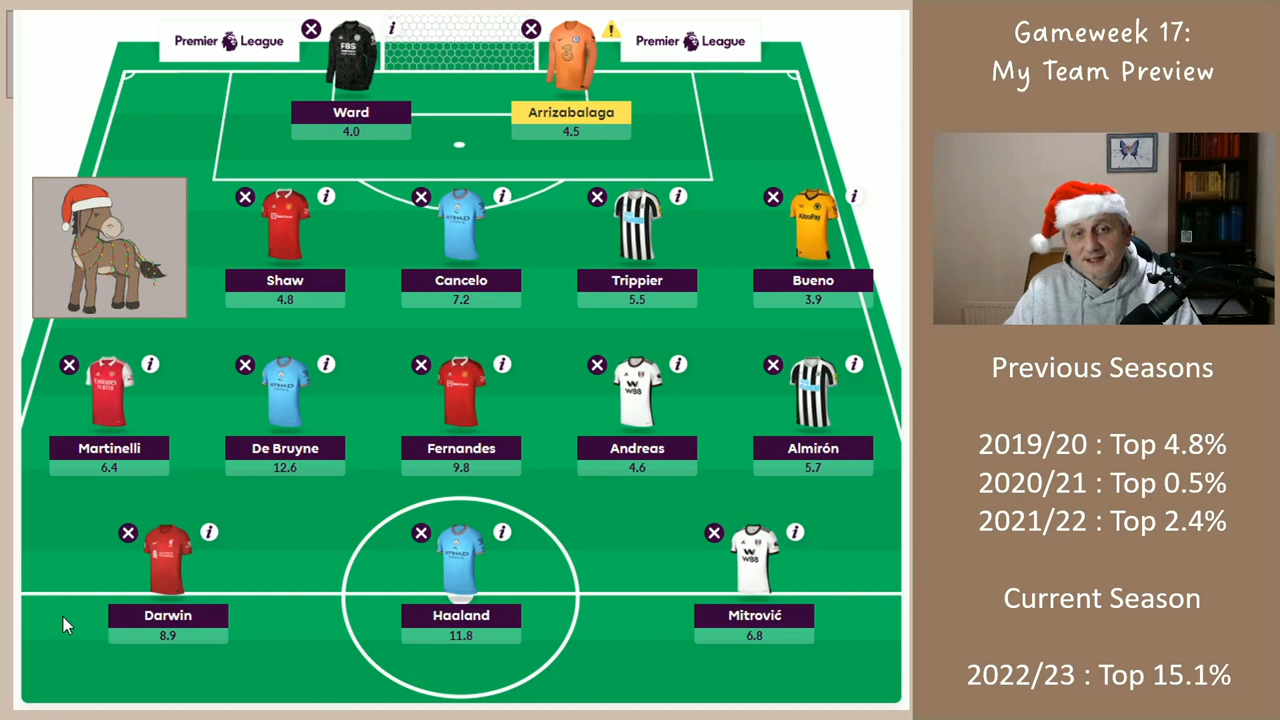 Gameweek 17:
My Team Preview
Premier League
Premier League
FBS
3
Ward
Arrizabalaga
4.0
4.5
Shaw
Cancelo
Trippier
Bueno
4.8
7.2
5.5
3.9
Martinelli
De Bruyne
Fernandes
Andreas
Almirón
6.4
12.6
9.8
4.6
5.7
W88
W88
Darwin
Haaland
Mitrović
8.9
11.8
6.8
Previous Seasons
2019/20 : Top 4.8%
2020/21 : Top 0.5%
2021/22 : Top 2.4%
Current Season
2022/23 : Top 15.1%